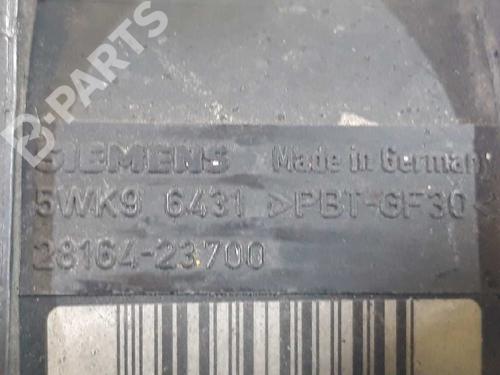 B-PARTS
SIEMENS Made in Germany
5WK9 6431 >PBT-GF30<
28164-23700